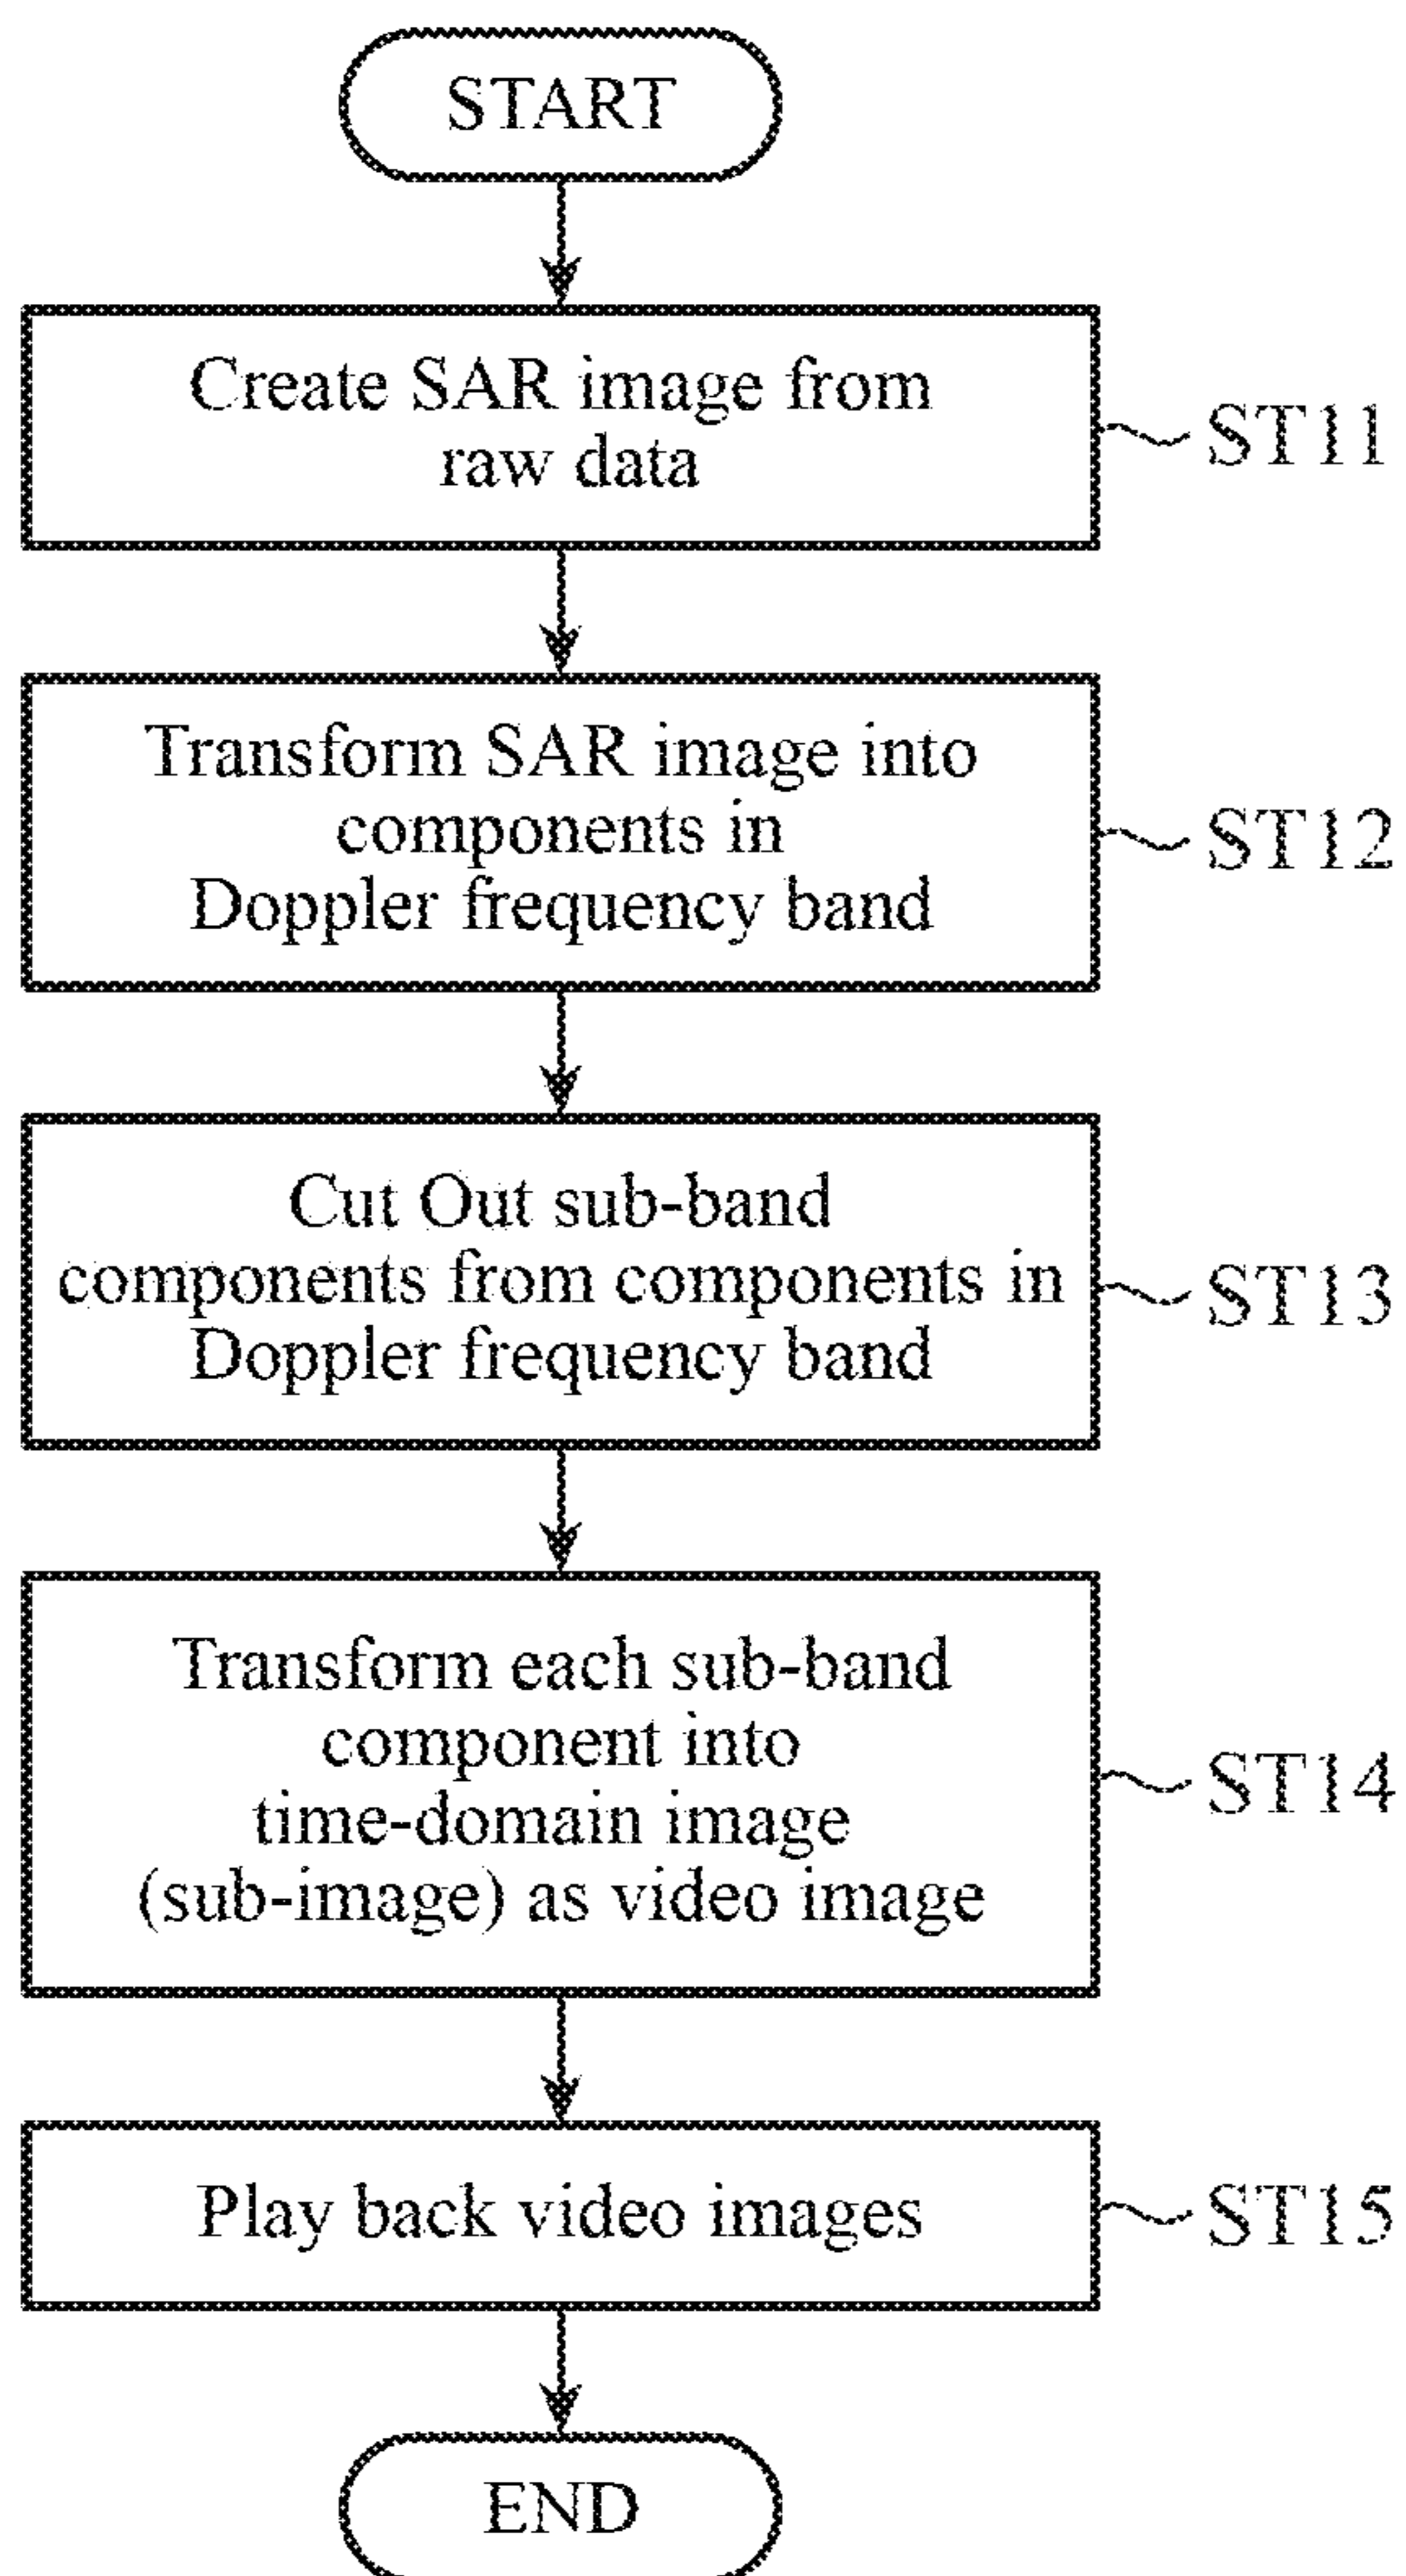 START
Create SAR image from
raw data
ST11
Transform SAR image into
components in
Doppler frequency band
ST12
Cut Out sub-band
components from components in
Doppler frequency band
ST13
Transform each sub-band
component into
time-domain image
(sub-image) as video image
ST14
Play back video images
ST15
END